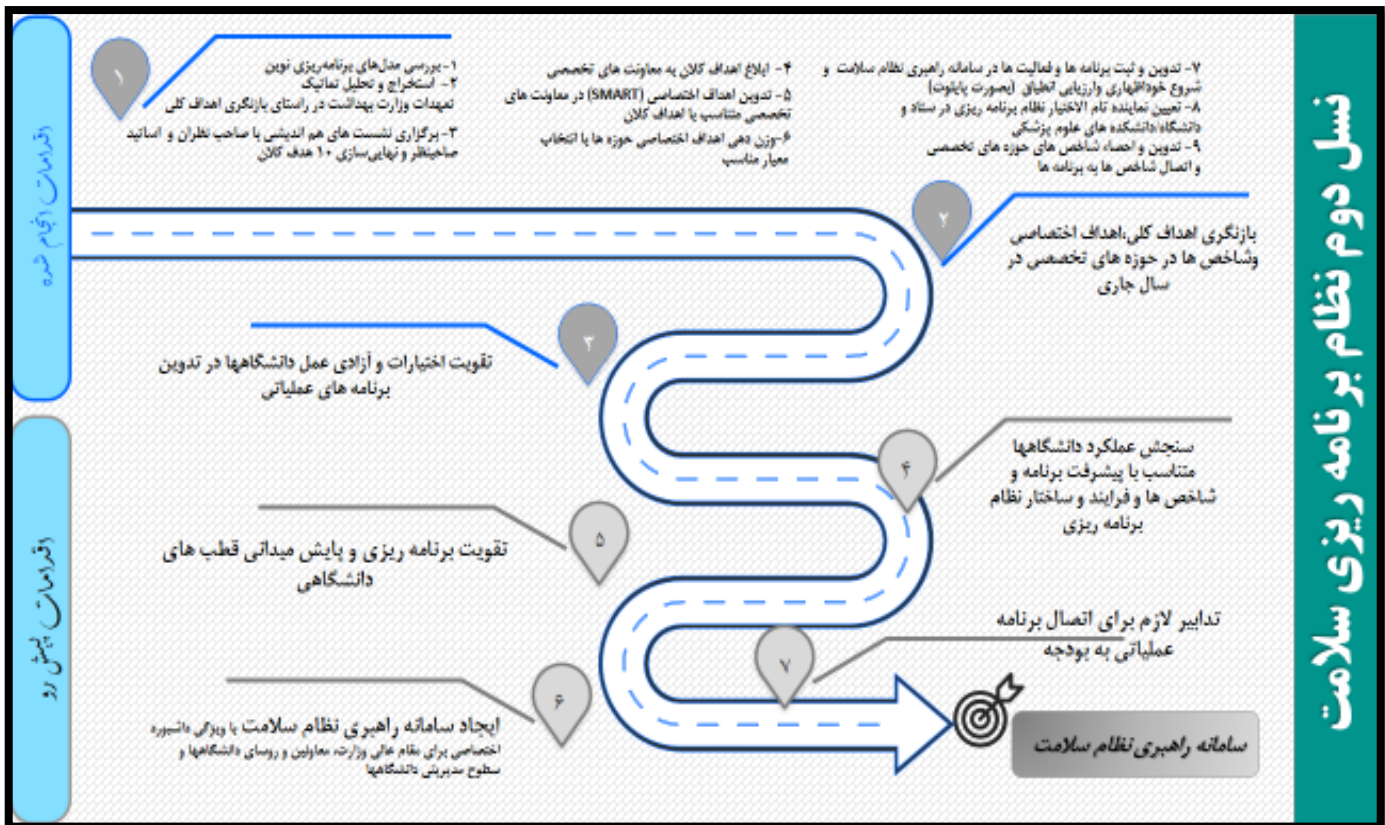 نسل دوم نظام برنامه ریزی سلامت
اقدامات انجام شده
۱
۱-بررسی مدل‌های برنامه‌ریزی نوین
۲- استخراج و تحلیل تماتیک
تعهدات وزارت بهداشت در راستای بازنگری اهداف کلی
۳-برگزاری نشست های هم اندیشی با صاحب نظران و اساتید
صاحبنظر و نهایی‌سازی ۱۰ هدف کلان
۴- ابلاغ اهداف کلان به معاونت های تخصصی
۵- تدوین اهداف اختصاصی (SMART) در معاونت های
تخصصی متناسب با اهداف کلان
۶-وزن دهی اهداف اختصاصی حوزه ها با انتخاب
معیار مناسب
۷- تدوین و ثبت برنامه ها و فعالیت ها در سامانه راهبری نظام سلامت و
شروع خوداظهاری وارزیابی انطباق (بصورت پایلوت)
۸- تعیین نماینده تام الاختیار نظام برنامه ریزی در ستاد و
دانشگاه/دانشکده های علوم پزشکی
۹- تدوین و احصاء شاخص های حوزه های تخصصی
و اتصال شاخص ها به برنامه ها
۲
بازنگری اهداف کلی،اهداف اختصاصی
وشاخص ها در حوزه های تخصصی در
سال جاری
۳
تقویت اختیارات و آزادی عمل دانشگاهها در تدوین
برنامه های عملیاتی
اقدامات پیش رو
۴
سنجش عملکرد دانشگاهها
متناسب با پیشرفت برنامه و
شاخص ها و فرایند و ساختار نظام
برنامه ریزی
۵
تقویت برنامه ریزی و پایش میدانی قطب های
دانشگاهی
۶
ایجاد سامانه راهبری نظام سلامت با ویژگی داشبورد
اختصاصی برای مقام عالی وزارت، معاونین و روسای دانشگاهها و
سطوح مدیریتی دانشگاهها
۷
تدابیر لازم برای اتصال برنامه
عملیاتی به بودجه
سامانه راهبری نظام سلامت